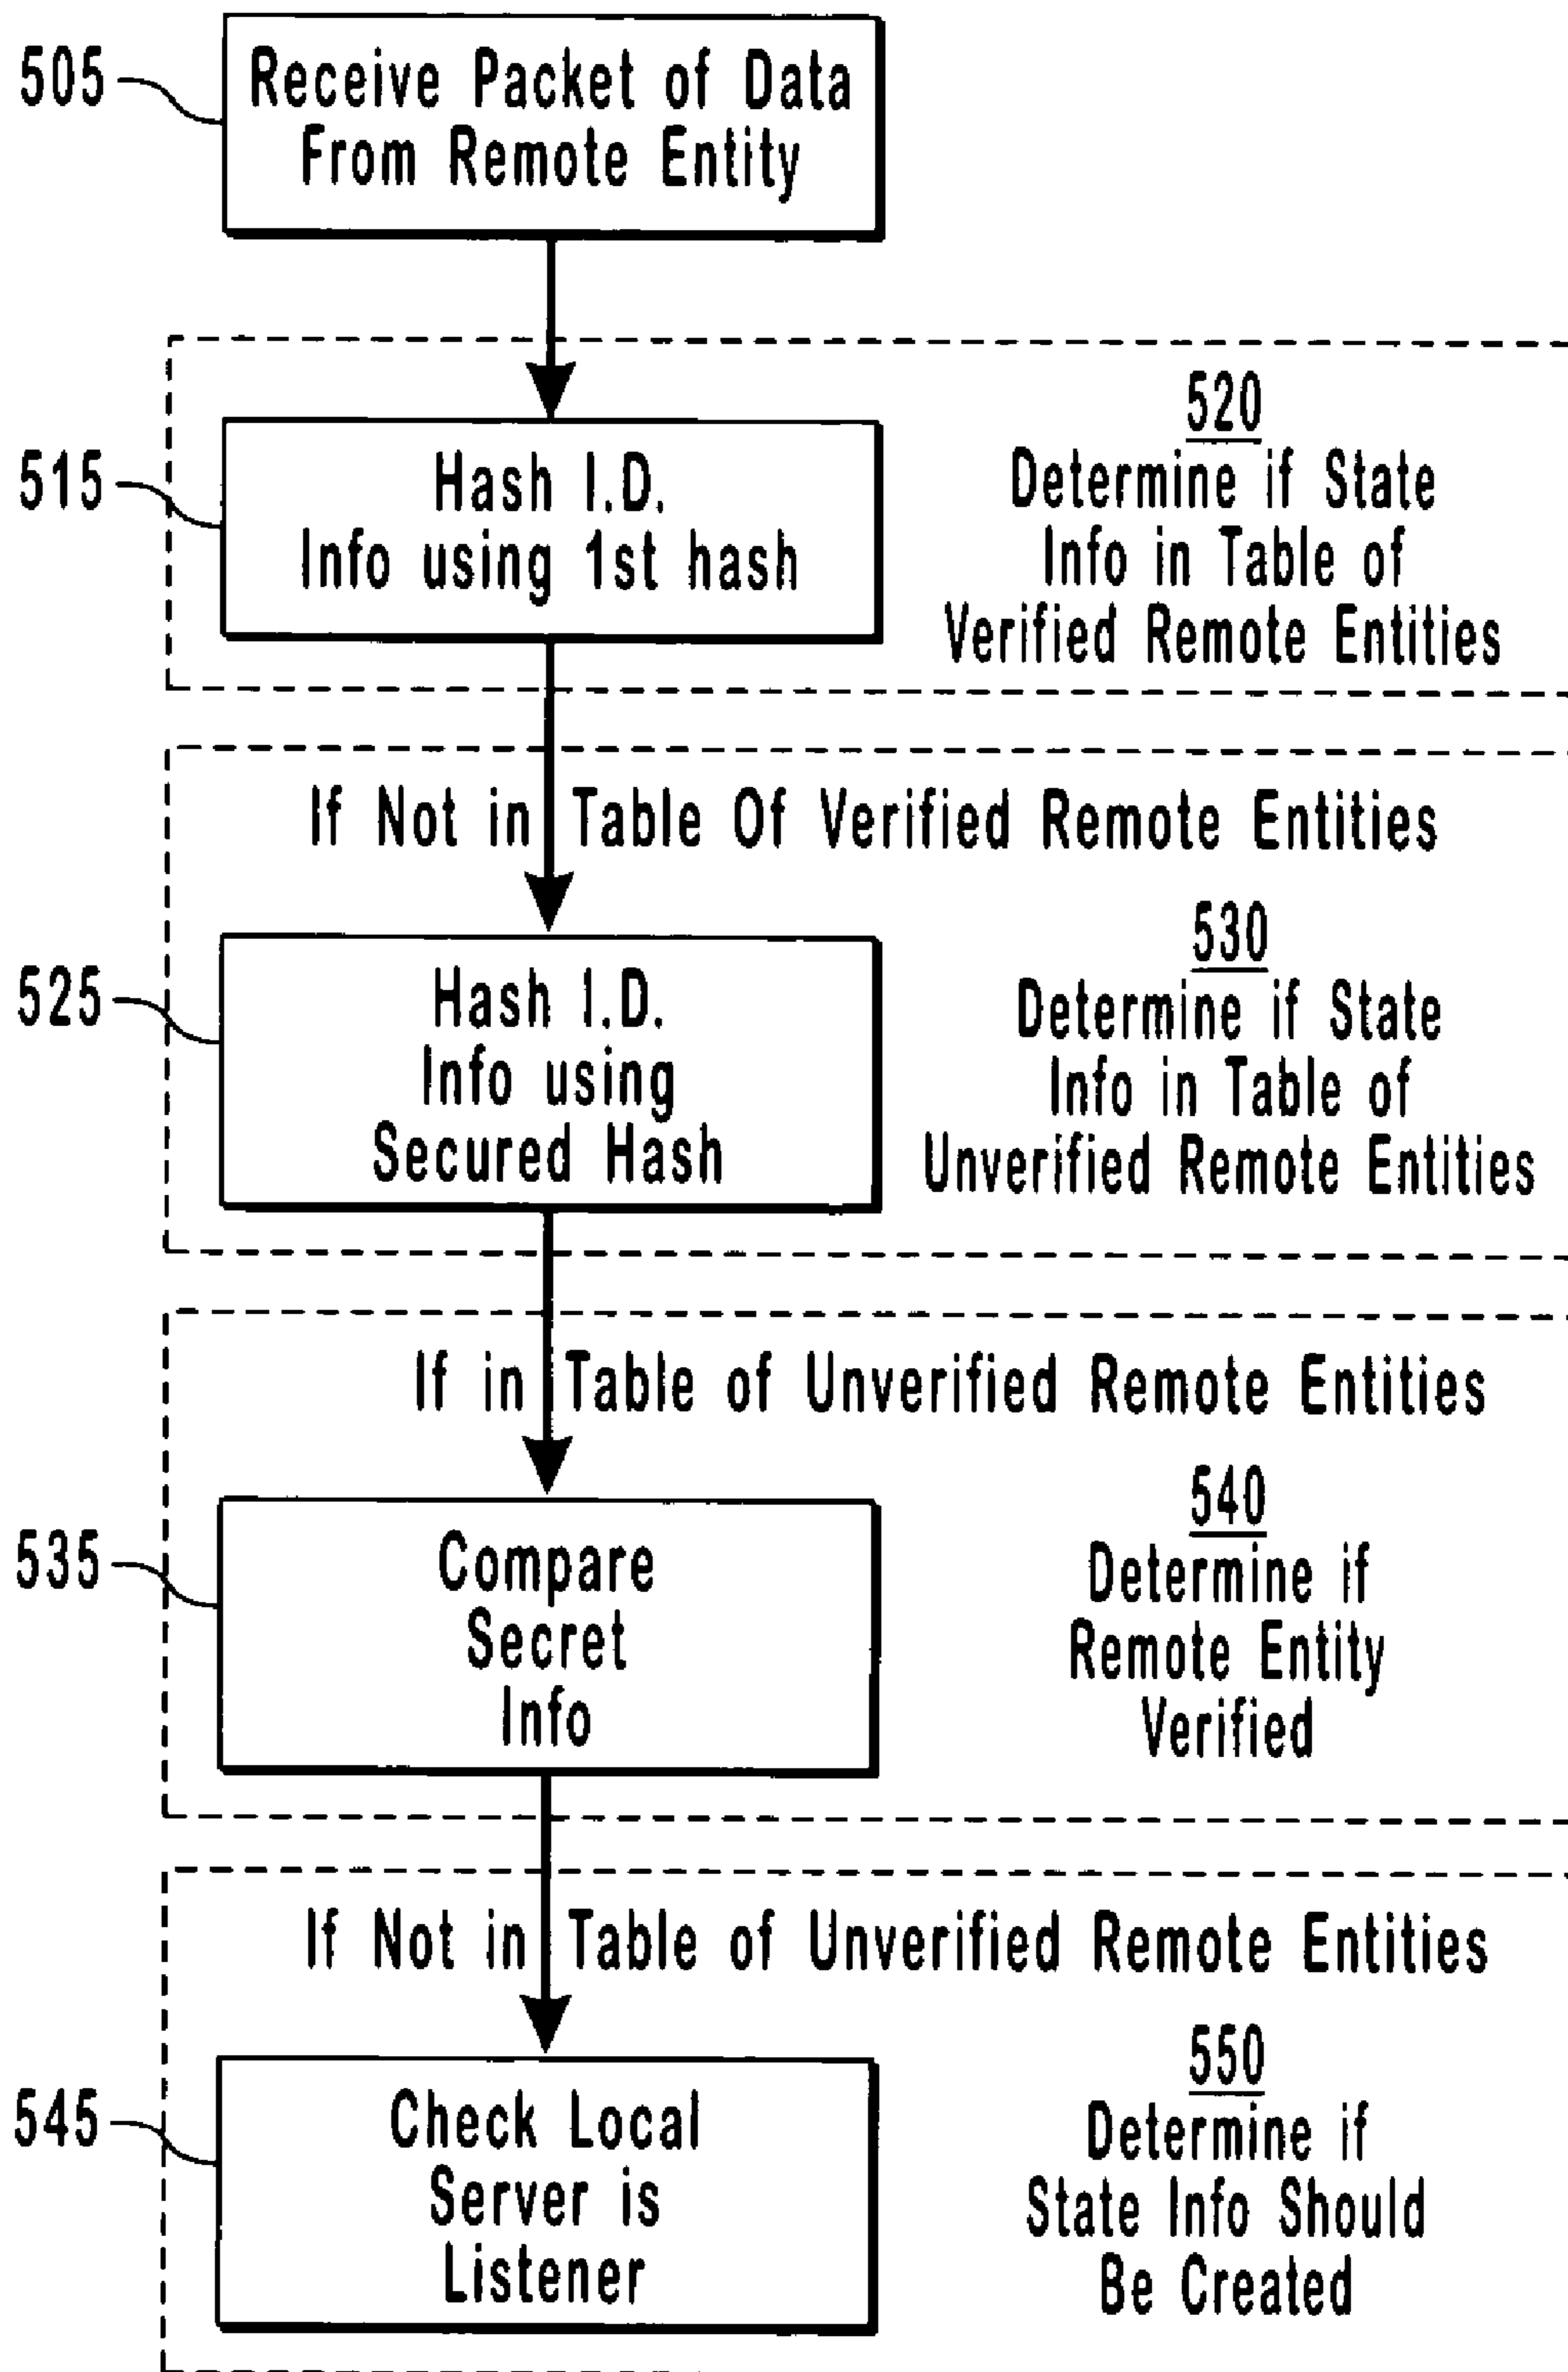 505
Receive Packet of Data
From Remote Entity
515
Hash I.D.
Info using 1st hash
520
Determine if State
Info in Table of
Verified Remote Entities
If Not in Table Of Verified Remote Entities
525
Hash I.D.
Info using
Secured Hash
530
Determine if State
Info in Table of
Unverified Remote Entities
If in Table of Unverified Remote Entities
535
Compare
Secret
Info
540
Determine if
Remote Entity
Verified
If Not in Table of Unverified Remote Entities
545
Check Local
Server is
Listener
550
Determine if
State Info Should
Be Created